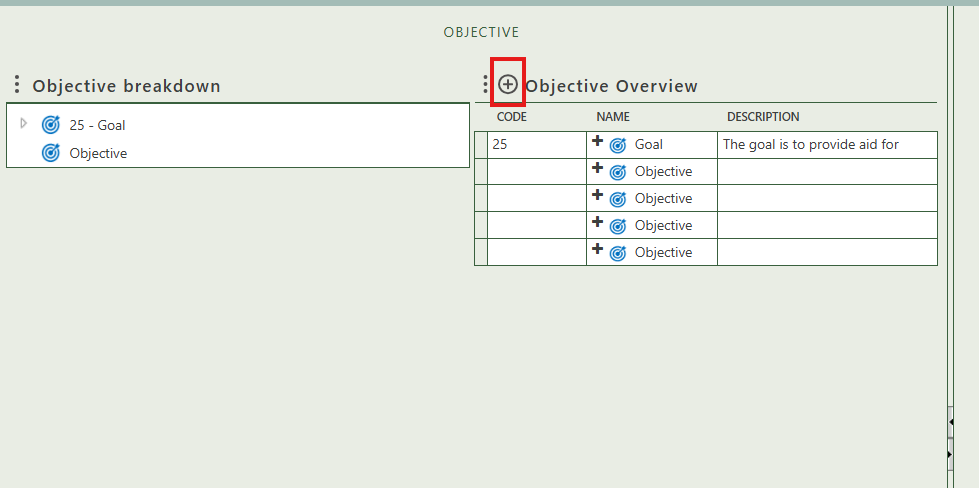 OBJECTIVE
Objective breakdown
25 - Goal
Objective
Objective Overview
CODE NAME DESCRIPTION
25 Goal The goal is to provide aid for
Objective
Objective
Objective
Objective